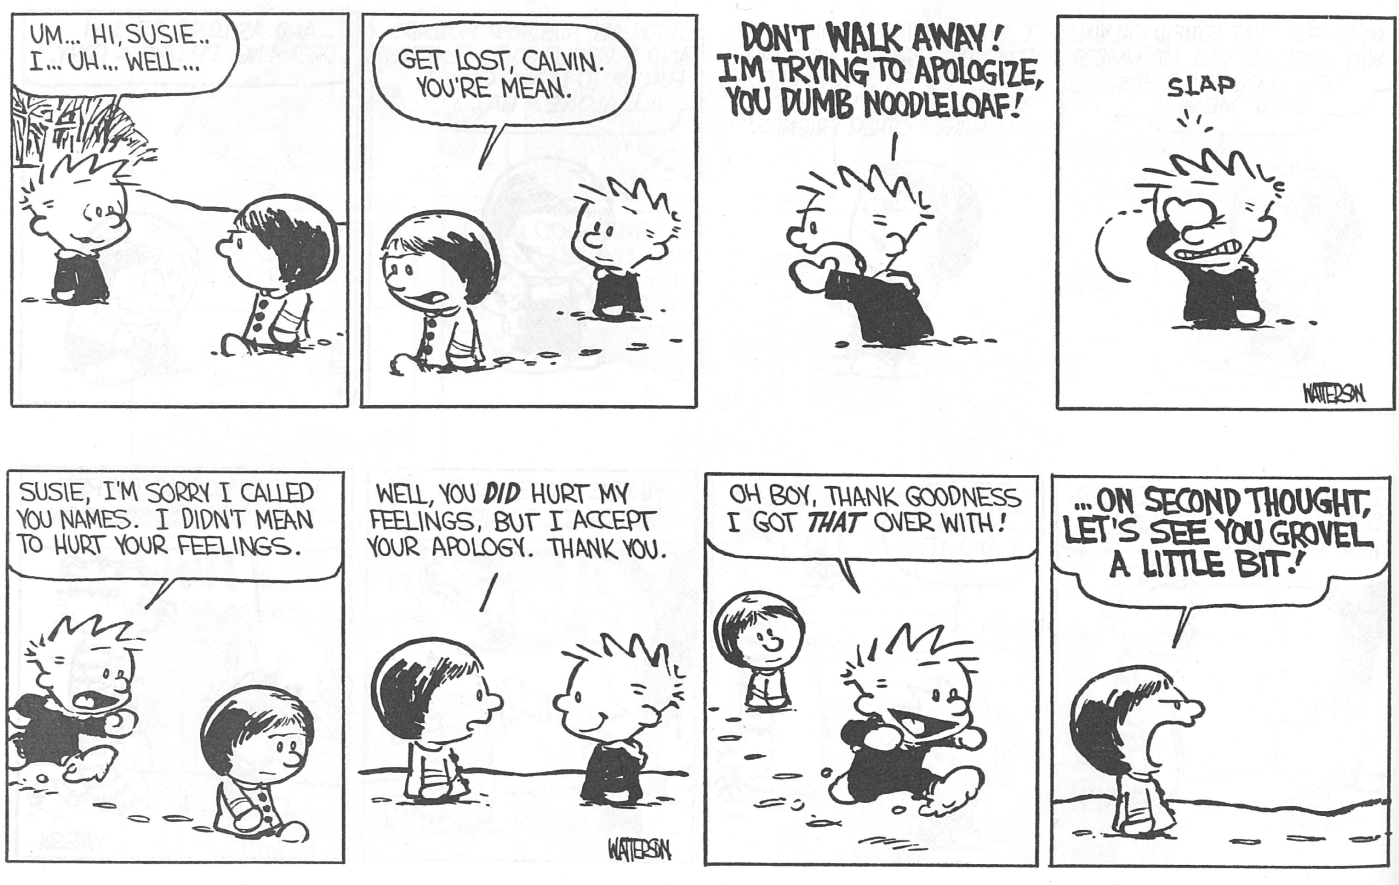 UM... HI, SUSIE..
I... UH... WELL...
GET LOST, CALVIN.
YOU'RE MEAN.
DON'T WALK AWAY!
I'M TRYING TO APOLOGIZE,
YOU DUMB NOODLELOAF!
SLAP
WATTERSON
SUSIE, I'M SORRY I CALLED
YOU NAMES. I DIDN'T MEAN
TO HURT YOUR FEELINGS.
WELL, YOU DID HURT MY
FEELINGS, BUT I ACCEPT
YOUR APOLOGY. THANK YOU.
WATTERSON
OH BOY, THANK GOODNESS
I GOT THAT OVER WITH!
...ON SECOND THOUGHT,
LET'S SEE YOU GROVEL
A LITTLE BIT!